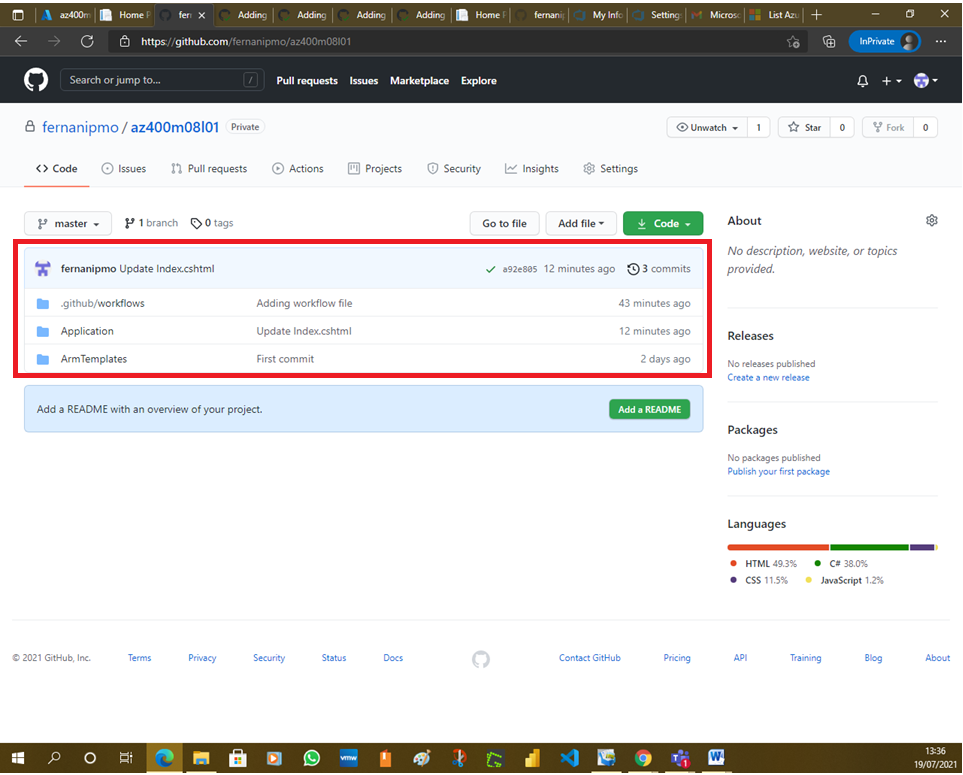 az400m
Home P
fern
Adding
Adding
Adding
Adding
Home P
fernanip
My Info
Setting
Microso
List Azu
https://github.com/fernanipmo/az400m08l01
InPrivate
Search or jump to...
/
Pull requests Issues Marketplace Explore
fernanipmo / az400m08l01 Private
Unwatch 1 Star 0 Fork 0
Code Issues Pull requests Actions Projects Security Insights Settings
master 1 branch 0 tags Go to file Add file Code
fernanipmo Update Index.cshtml a92e805 12 minutes ago 3 commits
.github/workflows Adding workflow file 43 minutes ago
Application Update Index.cshtml 12 minutes ago
ArmTemplates First commit 2 days ago
Add a README with an overview of your project. Add a README
About
No description, website, or topics
provided.
Releases
No releases published
Create a new release
Packages
No packages published
Publish your first package
Languages
HTML 49.3% C# 38.0%
CSS 11.5% JavaScript 1.2%
© 2021 GitHub, Inc. Terms Privacy Security Status Docs Contact GitHub Pricing API Training Blog About
vmw
1
13:36
19/07/2021